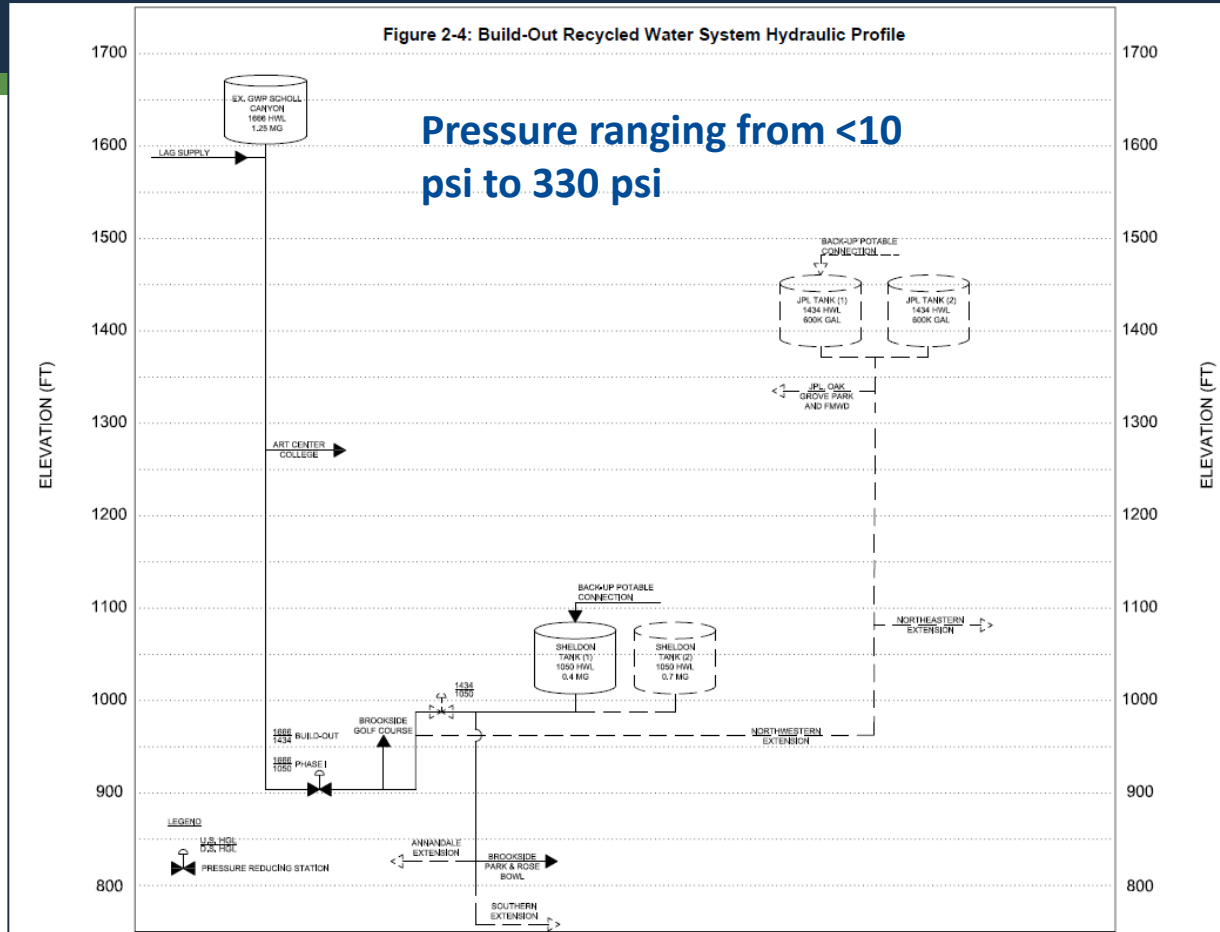 Figure 2-4: Build-Out Recycled Water System Hydraulic Profile
Pressure ranging from <10
psi to 330 psi
ELEVATION (FT)
1700
1600
1500
1400
1300
1200
1100
1000
900
800
EX. GWP SCHOLL
CANYON
1666 HWL
1.25 MG
LAG SUPPLY
BACK-UP POTABLE
CONNECTION
JPL TANK (1)
1434 HWL
600K GAL
JPL TANK (2)
1434 HWL
600K GAL
JPL, OAK
GROVE PARK
AND FMWD
ART CENTER
COLLEGE
BACK-UP POTABLE
CONNECTION
SHELDON
TANK (1)
1050 HWL
0.4 MG
SHELDON
TANK (2)
1050 HWL
0.7 MG
NORTHEASTERN
EXTENSION
1434
1050
BROOKSIDE
GOLF COURSE
1666
1434 BUILD-OUT
NORTHWESTERN
EXTENSION
1666
1050 PHASE I
LEGEND
U.S. HGL
D.S. HGL
PRESSURE REDUCING STATION
ANNANDALE
EXTENSION
BROOKSIDE
PARK & ROSE
BOWL
SOUTHERN
EXTENSION
1700
1600
1500
1400
1300
1200
1100
1000
900
800
ELEVATION (FT)